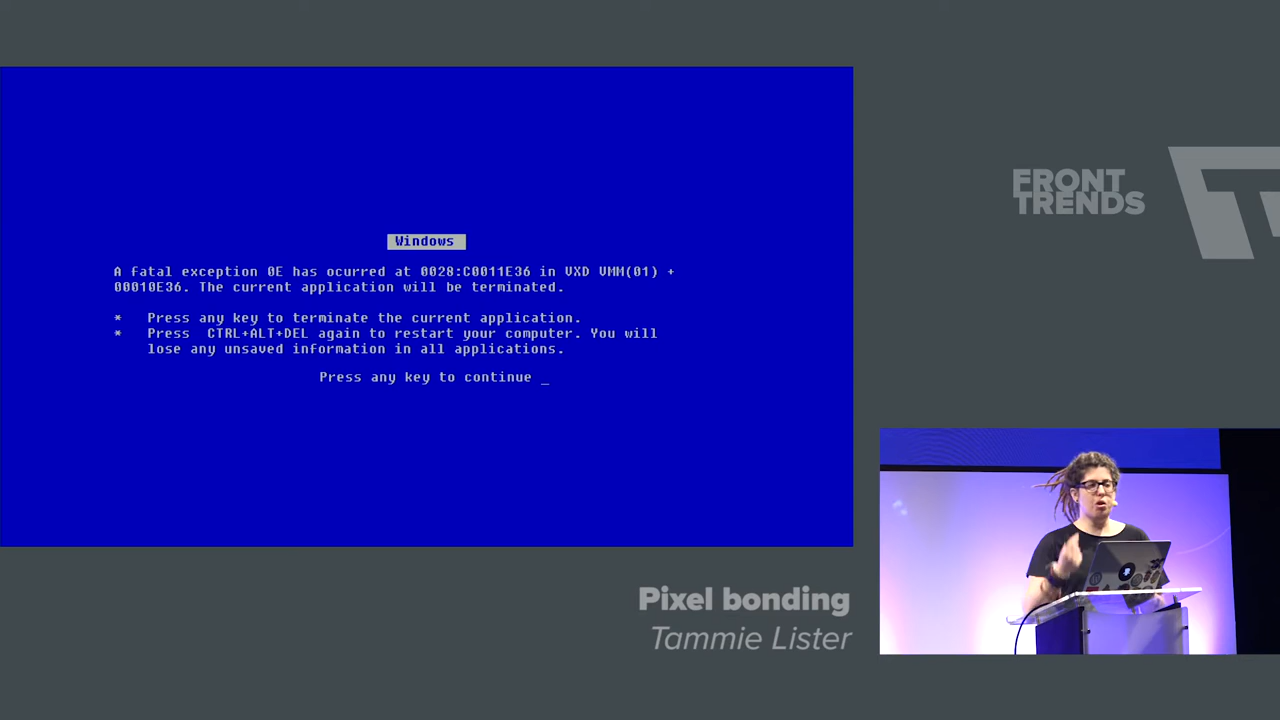 FRONT
TRENDS
Windows
A fatal exception 0E has ocurred at 0028:C0011E36 in VXD VMM(01) +
00010E36. The current application will be terminated.
* Press any key to terminate the current application.
* Press CTRL+ALT+DEL again to restart your computer. You will
lose any unsaved information in all applications.
Press any key to continue _
Pixel bonding
Tammie Lister